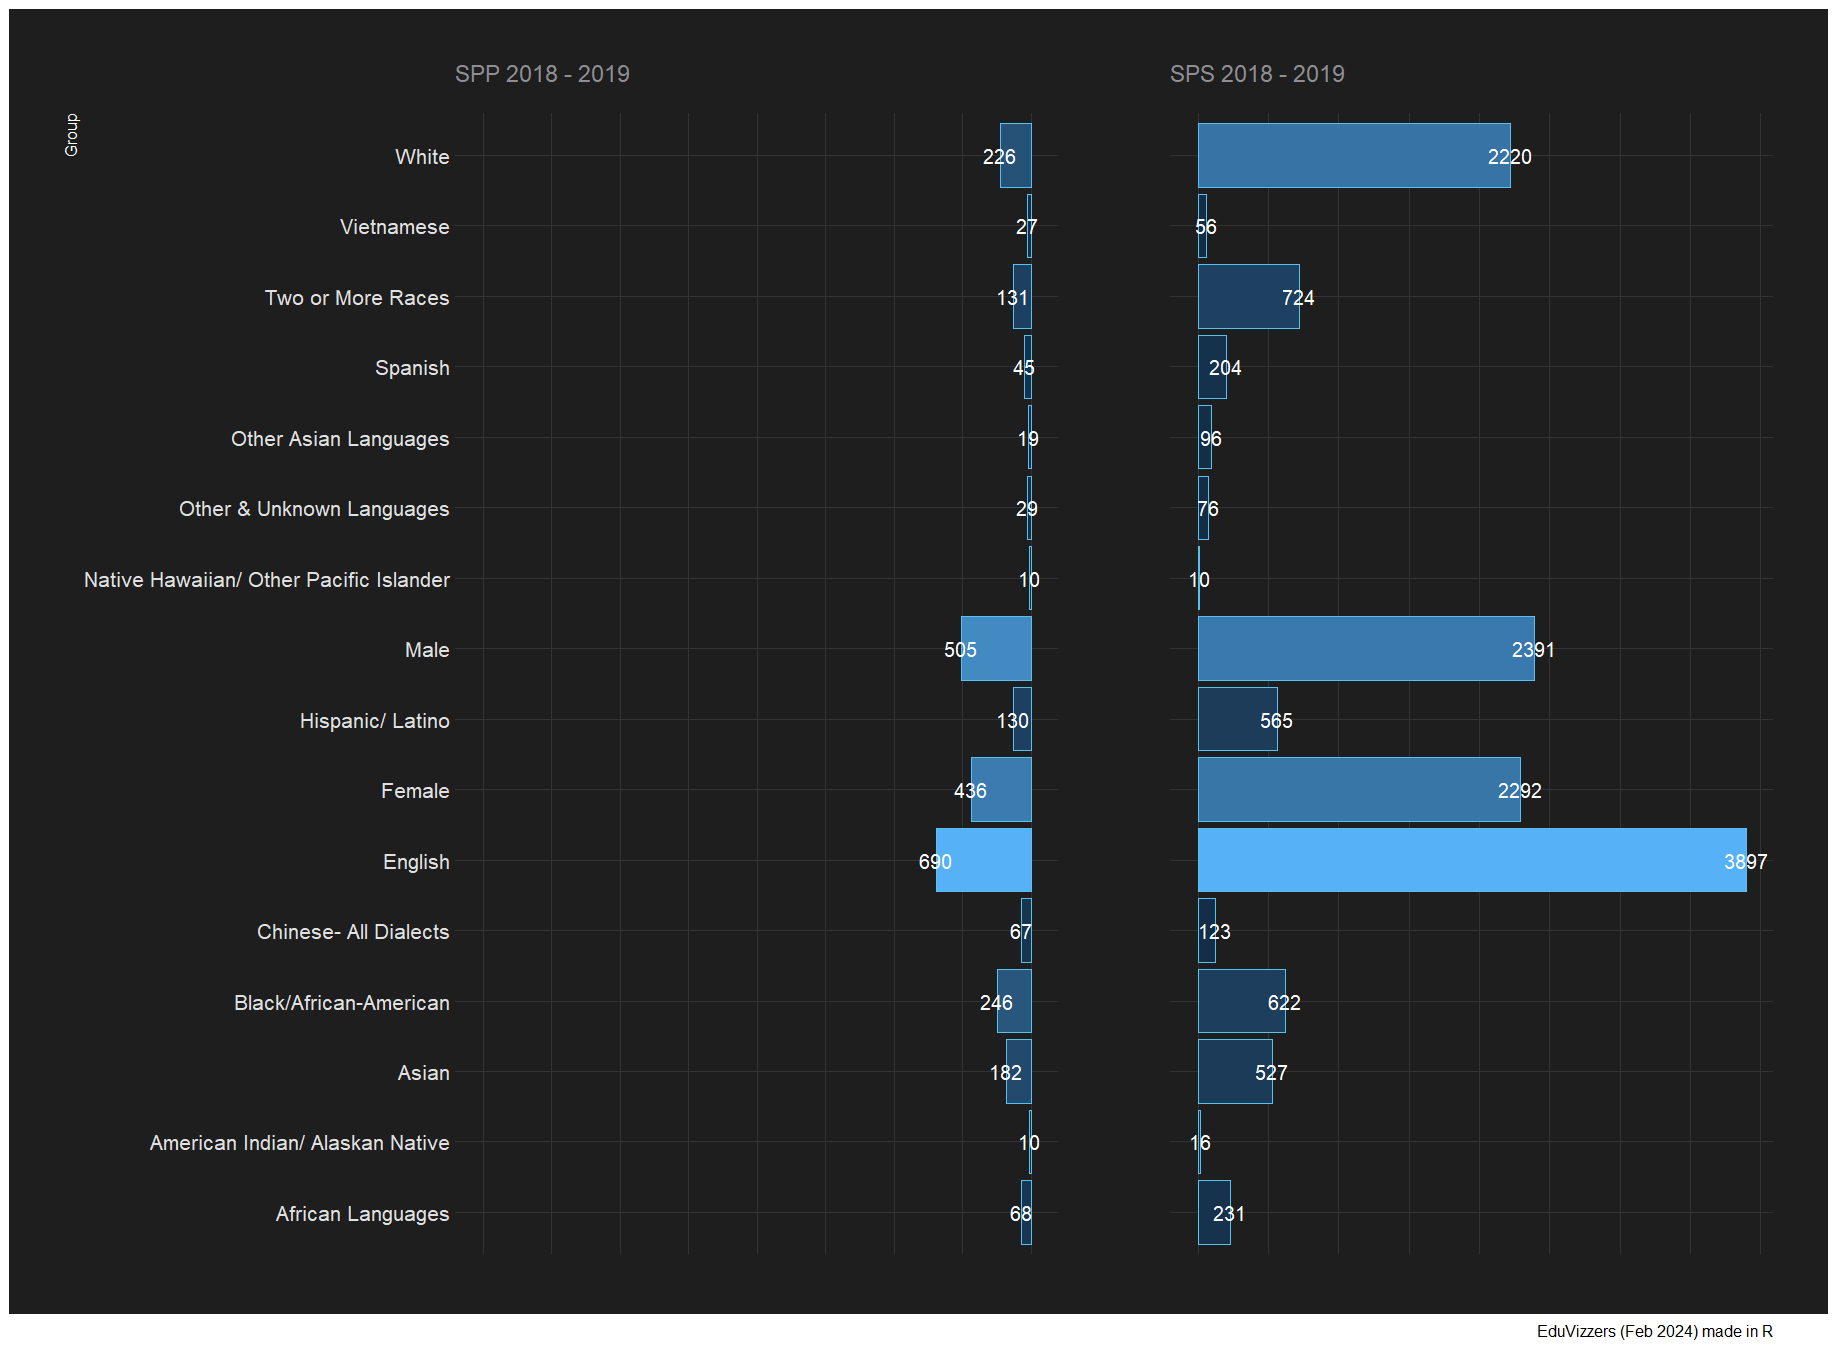 SPP 2018 - 2019
SPS 2018 - 2019
Group
White 226 2220
Vietnamese 27 56
Two or More Races 131 724
Spanish 45 204
Other Asian Languages 19 96
Other & Unknown Languages 29 76
Native Hawaiian/ Other Pacific Islander 10 10
Male 505 2391
Hispanic/ Latino 130 565
Female 436 2292
English 690 3897
Chinese- All Dialects 67 123
Black/African-American 246 622
Asian 182 527
American Indian/ Alaskan Native 10 16
African Languages 68 231
EduVizzers (Feb 2024) made in R